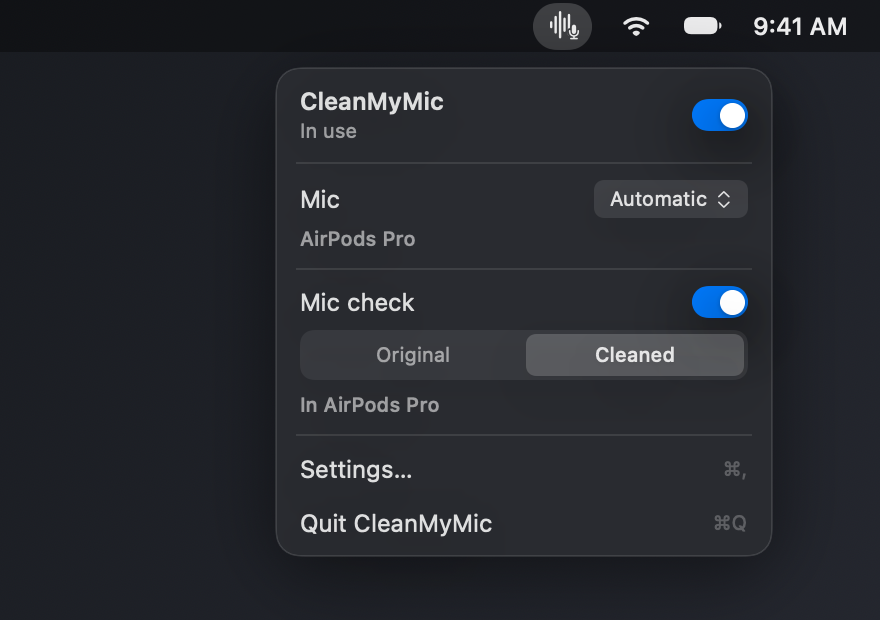 9:41 AM
CleanMyMic
In use
Mic
Automatic
AirPods Pro
Mic check
Original
Cleaned
In AirPods Pro
Settings...
⌘,
Quit CleanMyMic
⌘Q